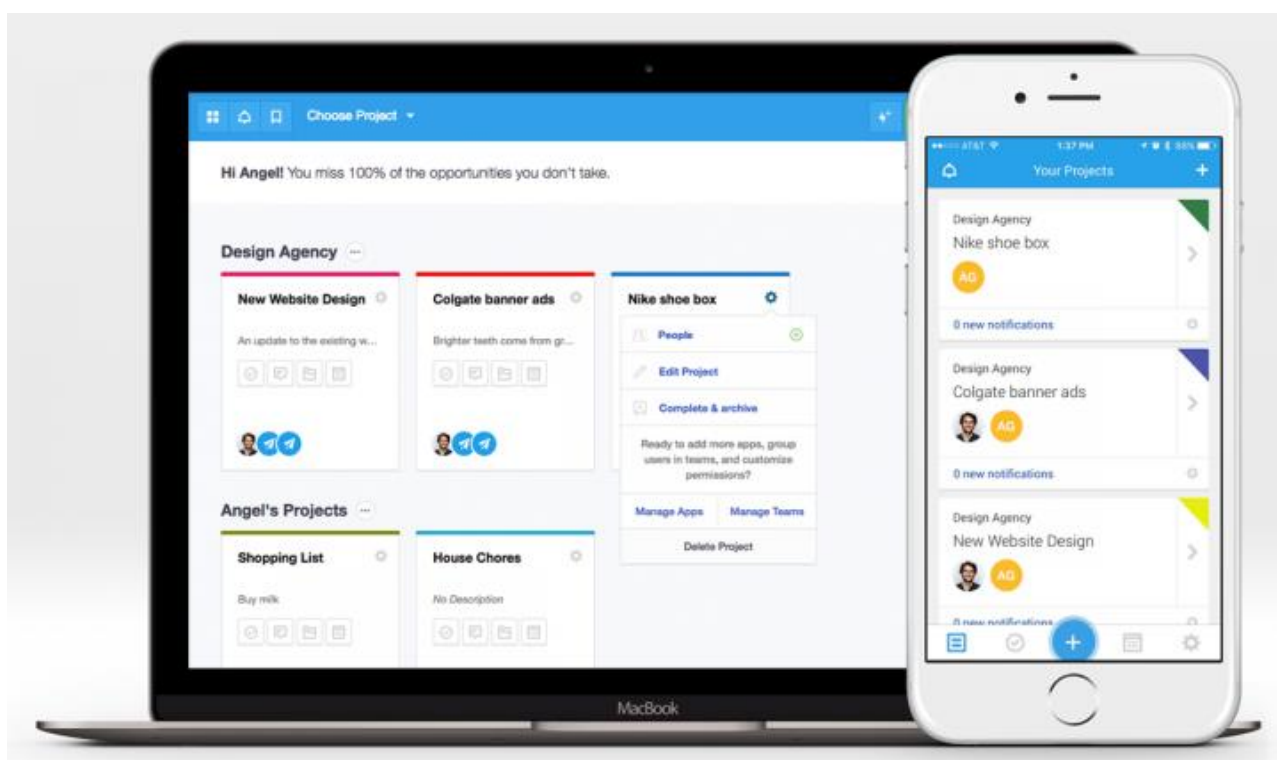 Choose Project
Hi Angel! You miss 100% of the opportunities you don't take.
Design Agency
New Website Design
An update to the existing w...
Colgate banner ads
Brighter teeth come from gr...
Nike shoe box
People
Edit Project
Complete & archive
Ready to add more apps, group
users in teams, and customize
permissions?
Manage Apps Manage Teams
Delete Project
Angel's Projects
Shopping List
Buy milk
House Chores
No Description
MacBook
AT&T 1:37 PM
Your Projects
Design Agency
Nike shoe box
AG
0 new notifications
Design Agency
Colgate banner ads
AG
0 new notifications
Design Agency
New Website Design
AG
0 new notifications